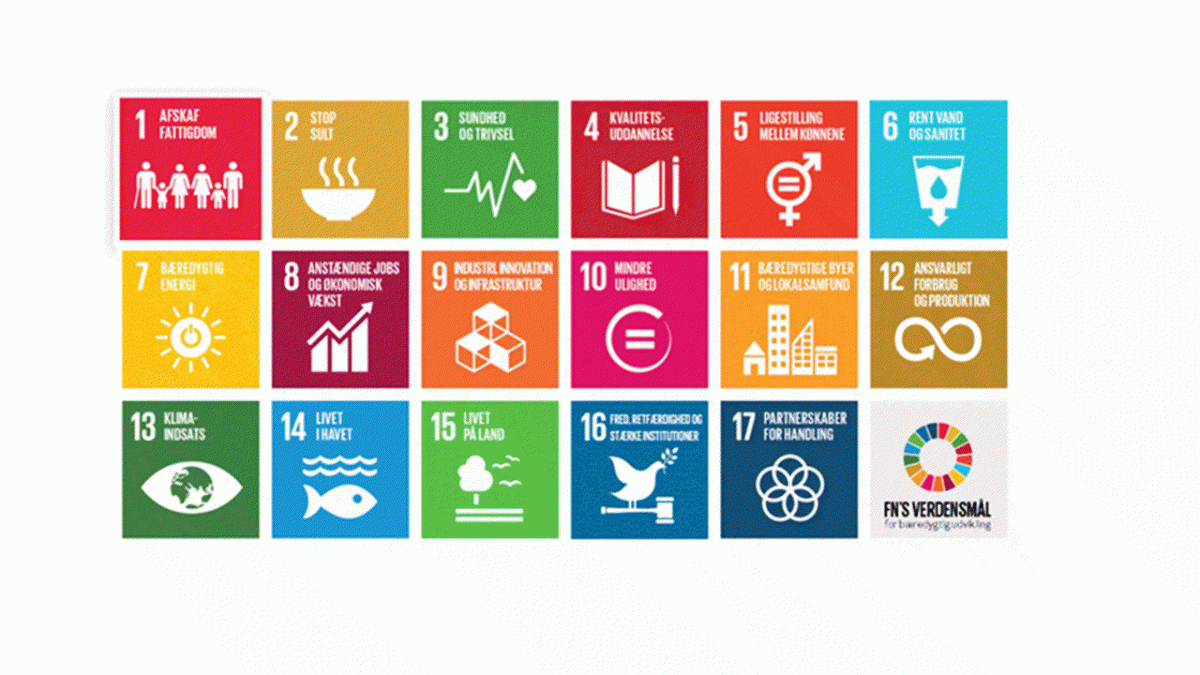 1 AFSKAF
FATTIGDOM
2 STOP
SULT
3 SUNDHED
OG TRIVSEL
4 KVALITETS-
UDDANNELSE
5 LIGESTILLING
MELLEM KØNNENE
6 RENT VAND
OG SANITET
7 BÆREDYGTIG
ENERGI
8 ANSTÆNDIGE JOBS
OG ØKONOMISK
VÆKST
9 INDUSTRI, INNOVATION
OG INFRASTRUKTUR
10 MINDRE
ULIGHED
11 BÆREDYGTIGE BYER
OG LOKALSAMFUND
12 ANSVARLIGT
FORBRUG
OG PRODUKTION
13 KLIMA-
INDSATS
14 LIVET
I HAVET
15 LIVET
PÅ LAND
16 FRED, RETFÆRDIGHED OG
STÆRKE INSTITUTIONER
17 PARTNERSKABER
FOR HANDLING
FN'S VERDENSMÅL
for bæredygtig udvikling